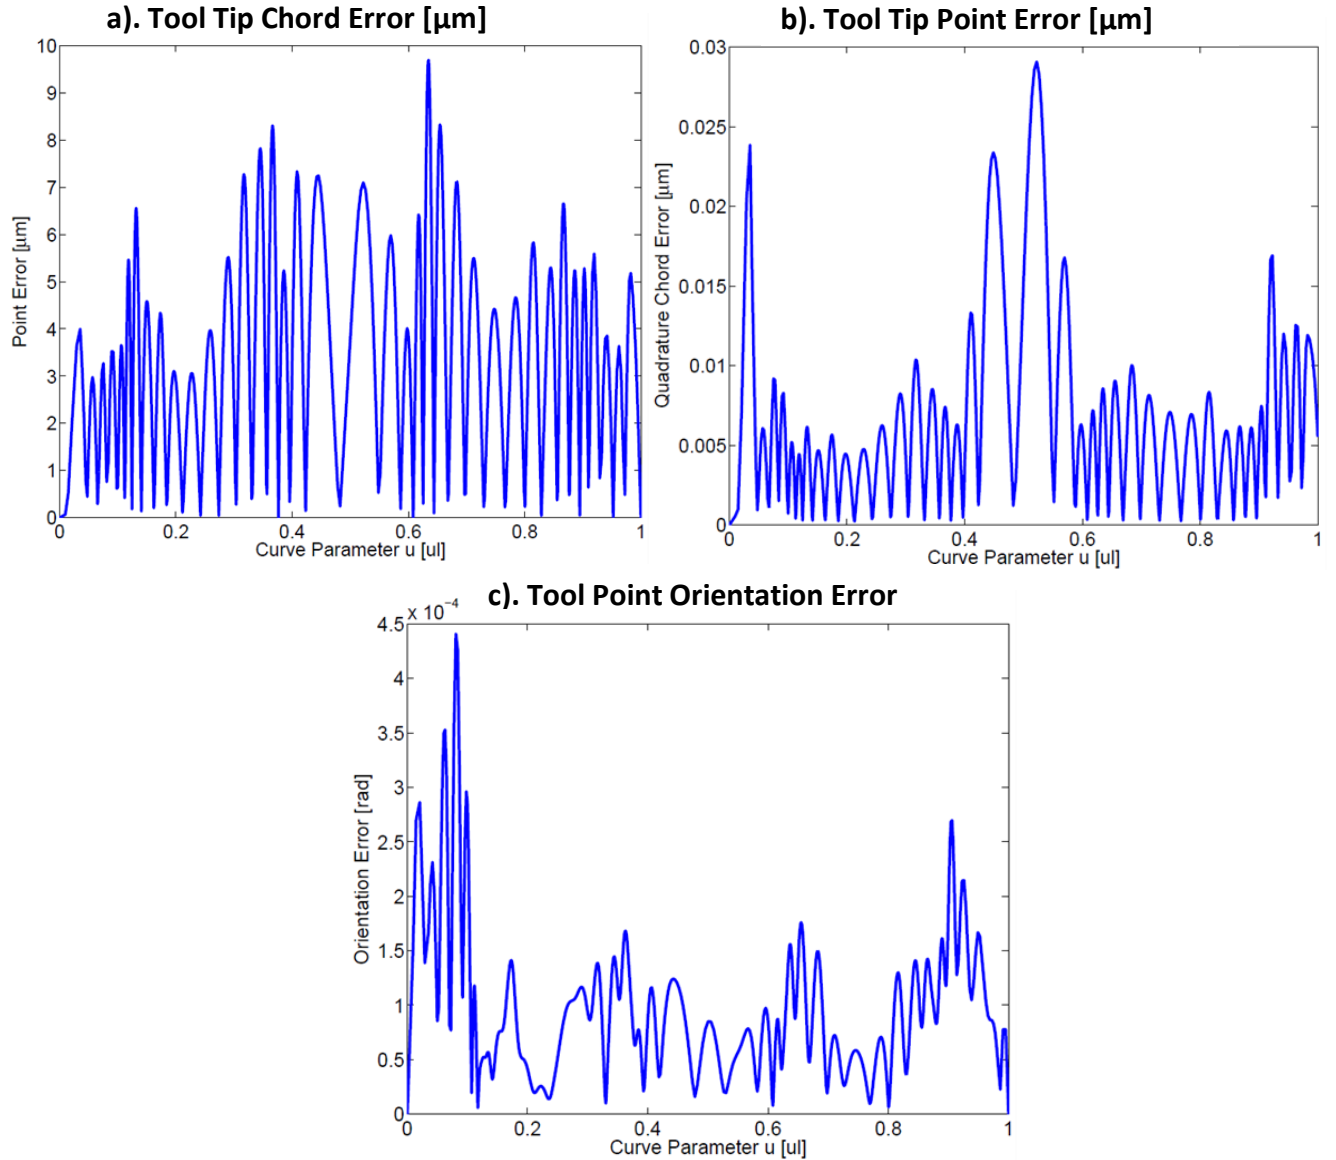 a). Tool Tip Chord Error [µm]
b). Tool Tip Point Error [µm]
10
9
8
7
6
5
4
3
2
1
0
Point Error [µm]
0 0.2 0.4 0.6 0.8 1
Curve Parameter u [ul]
0.03
0.025
0.02
0.015
0.01
0.005
0
Quadrature Chord Error [µm]
0 0.2 0.4 0.6 0.8 1
Curve Parameter u [ul]
c). Tool Point Orientation Error
x 10⁻⁴
4.5
4
3.5
3
2.5
2
1.5
1
0.5
0
Orientation Error [rad]
0 0.2 0.4 0.6 0.8 1
Curve Parameter u [ul]